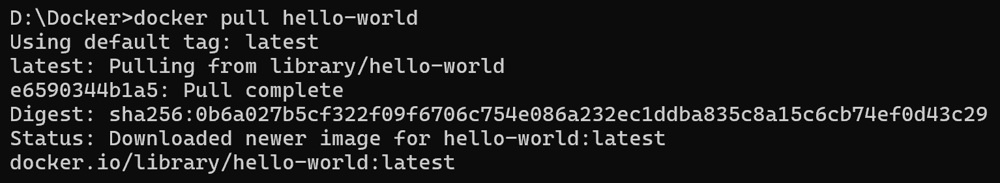 D:\Docker>docker pull hello-world
Using default tag: latest
latest: Pulling from library/hello-world
e6590344b1a5: Pull complete
Digest: sha256:0b6a027b5cf322f09f6706c754e086a232ec1ddba835c8a15c6cb74ef0d43c29
Status: Downloaded newer image for hello-world:latest
docker.io/library/hello-world:latest